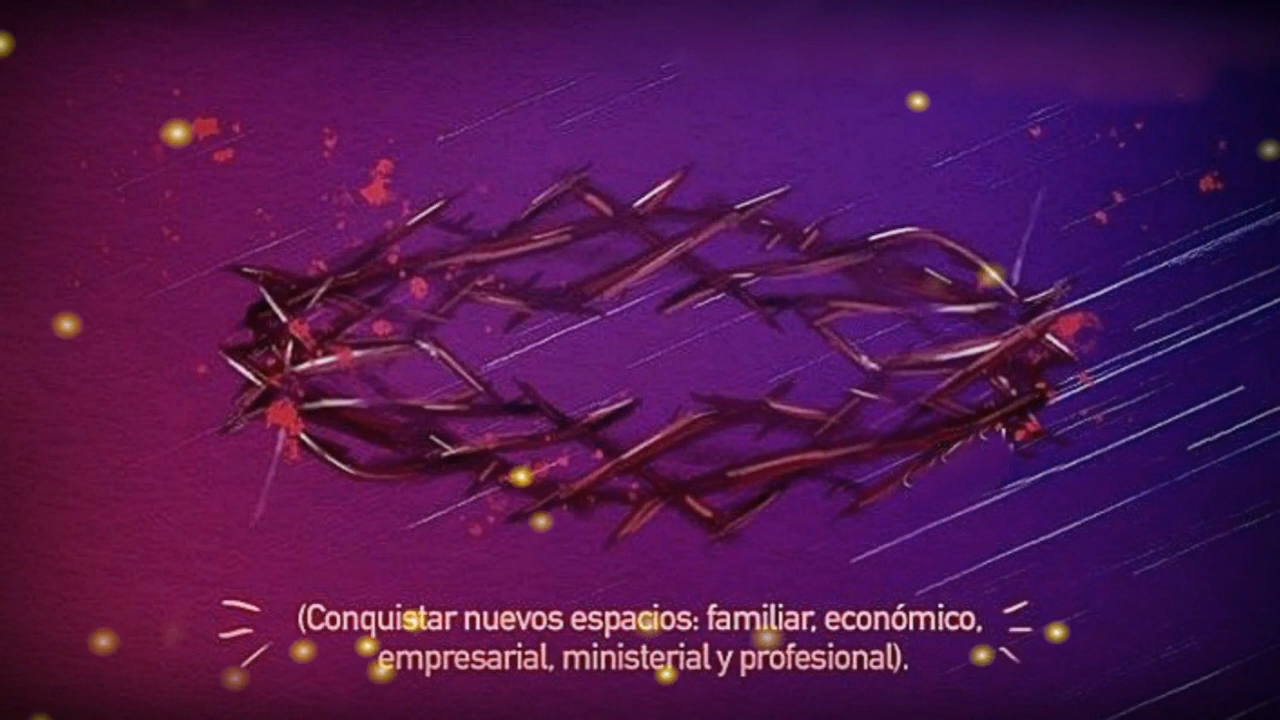 (Conquistar nuevos espacios: familiar, económico,
empresarial, ministerial y profesional).